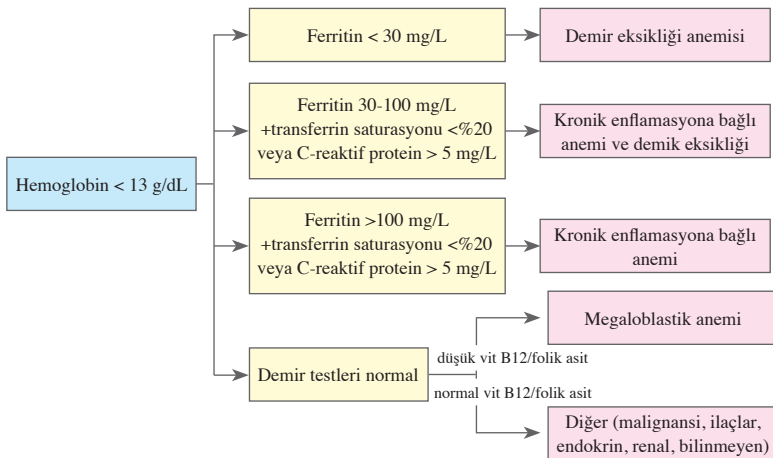 Hemoglobin < 13 g/dL
Ferritin < 30 mg/L
Demir eksikliği anemisi
Ferritin 30-100 mg/L
+transferrin saturasyonu <%20
veya C-reaktif protein > 5 mg/L
Kronik enflamasyona bağlı
anemi ve demik eksikliği
Ferritin >100 mg/L
+transferrin saturasyonu <%20
veya C-reaktif protein > 5 mg/L
Kronik enflamasyona bağlı
anemi
Demir testleri normal
düşük vit B12/folik asit
Megaloblastik anemi
normal vit B12/folik asit
Diğer (malignansi, ilaçlar,
endokrin, renal, bilinmeyen)